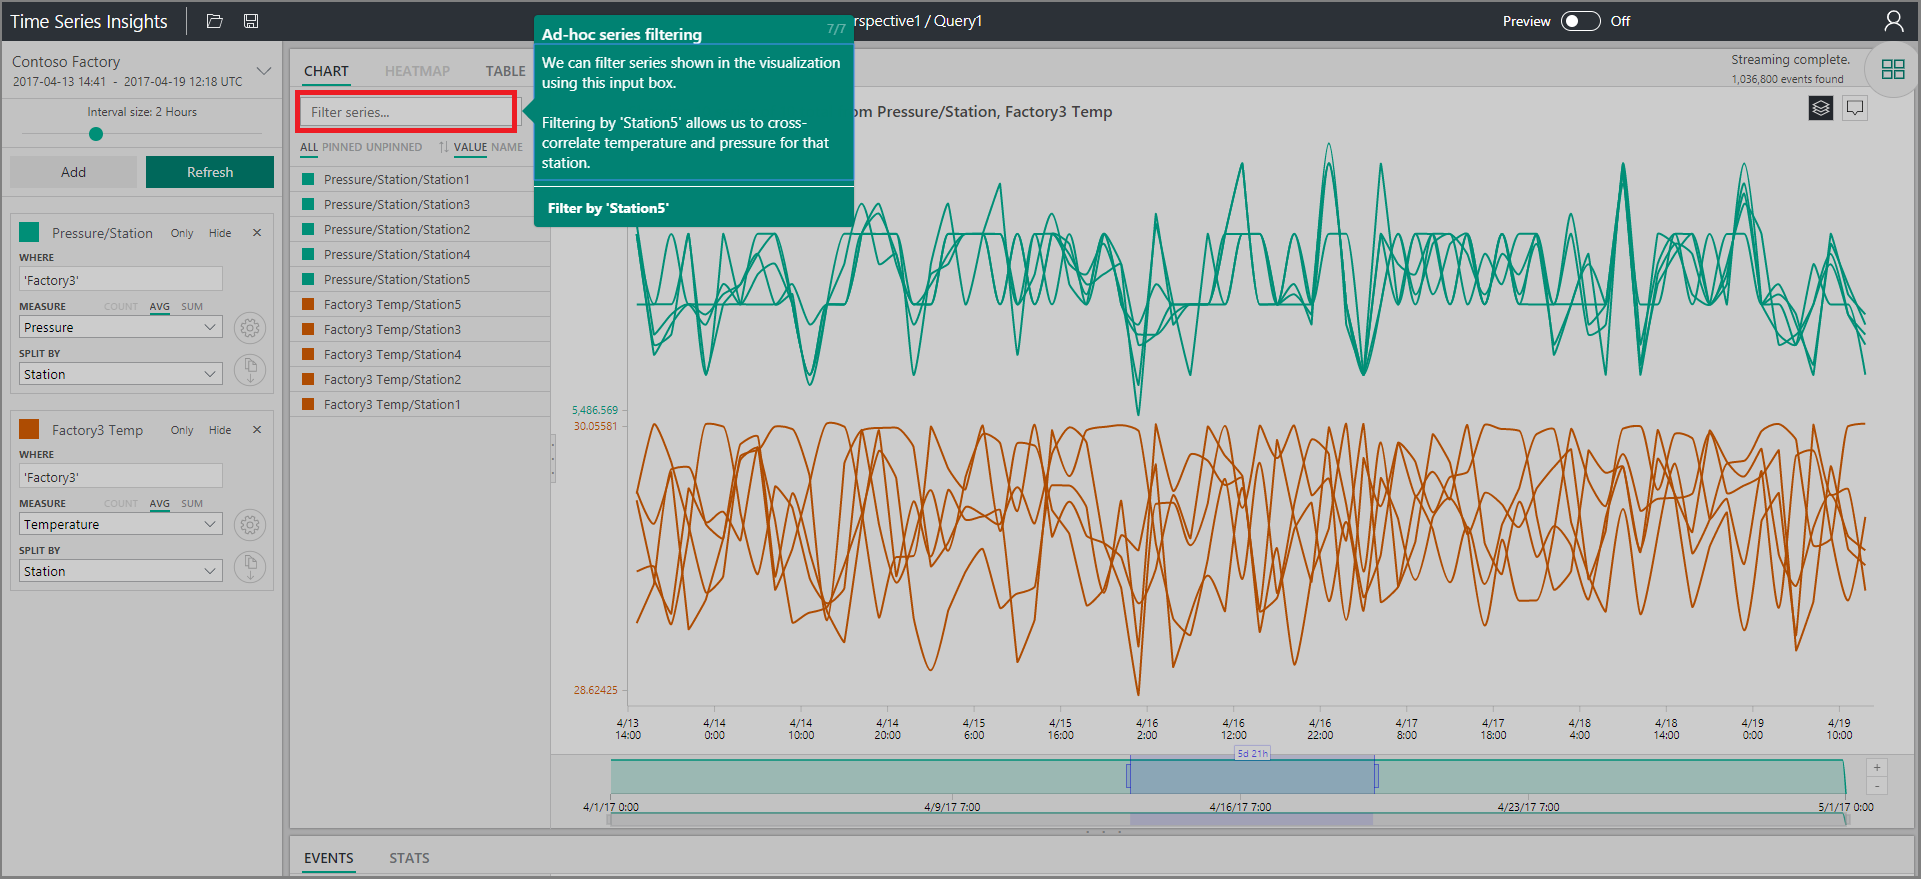 Time Series Insights
rspective1 / Query1
Preview Off
Contoso Factory
2017-04-13 14:41 - 2017-04-19 12:18 UTC
Interval size: 2 Hours
Add Refresh
Pressure/Station Only Hide ×
WHERE
'Factory3'
MEASURE COUNT AVG SUM
Pressure
SPLIT BY
Station
Factory3 Temp Only Hide ×
WHERE
'Factory3'
MEASURE COUNT AVG SUM
Temperature
SPLIT BY
Station
CHART HEATMAP TABLE
Filter series...
ALL PINNED UNPINNED VALUE NAME
Pressure/Station/Station1
Pressure/Station/Station3
Pressure/Station/Station2
Pressure/Station/Station4
Pressure/Station/Station5
Factory3 Temp/Station5
Factory3 Temp/Station3
Factory3 Temp/Station4
Factory3 Temp/Station2
Factory3 Temp/Station1
Ad-hoc series filtering 7/7
We can filter series shown in the visualization
using this input box.
Filtering by 'Station5' allows us to cross-
correlate temperature and pressure for that
station.
Filter by 'Station5'
Streaming complete.
1,036,800 events found
om Pressure/Station, Factory3 Temp
5,486.569
30.05581
28.62425
4/13 4/14 4/14 4/14 4/15 4/15 4/16 4/16 4/16 4/17 4/17 4/18 4/18 4/19 4/19
14:00 0:00 10:00 20:00 6:00 16:00 2:00 12:00 22:00 8:00 18:00 4:00 14:00 0:00 10:00
5d 21h
+
-
4/1/17 0:00 4/9/17 7:00 4/16/17 7:00 4/23/17 7:00 5/1/17 0:00
EVENTS STATS